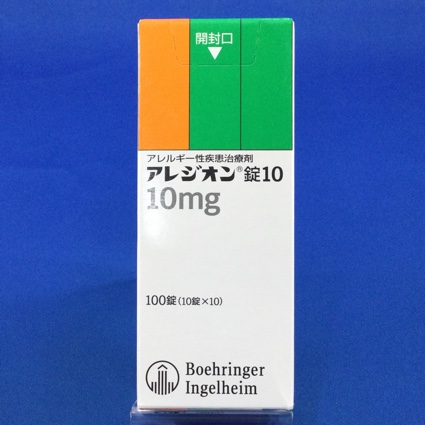 開封口
アレルギー性疾患治療剤
アレジオン®錠10
10mg
100錠(10錠×10)
Boehringer
Ingelheim